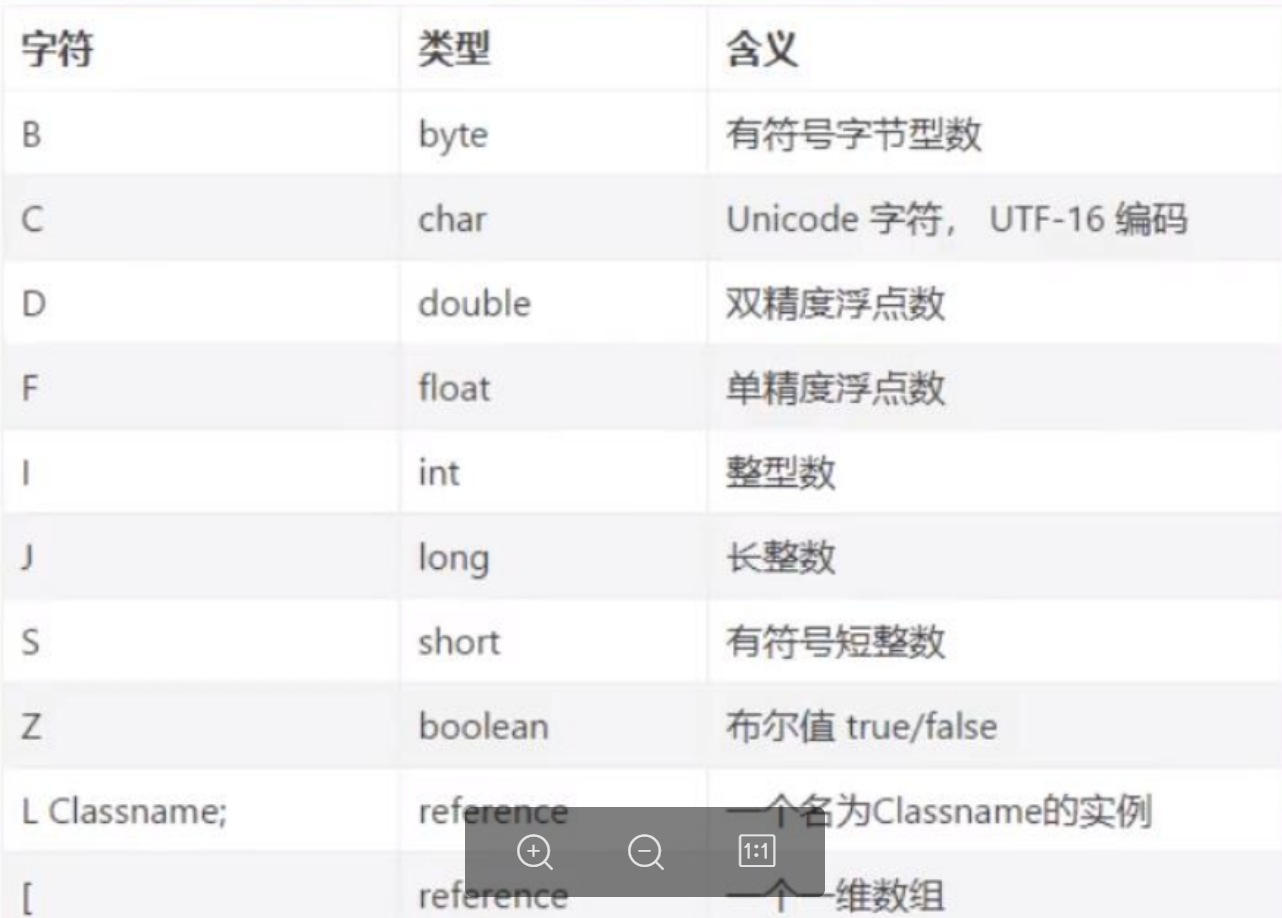 字符 类型 含义
B byte 有符号字节型数
C char Unicode 字符， UTF-16 编码
D double 双精度浮点数
F float 单精度浮点数
I int 整型数
J long 长整数
S short 有符号短整数
Z boolean 布尔值 true/false
L Classname; reference 一个名为Classname的实例
1:1
[ reference 一个一维数组